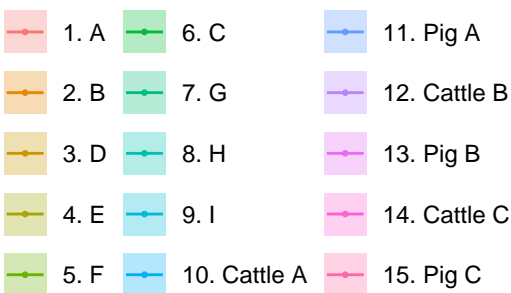 1. A
2. B
3. D
4. E
5. F
6. C
7. G
8. H
9. I
10. Cattle A
11. Pig A
12. Cattle B
13. Pig B
14. Cattle C
15. Pig C